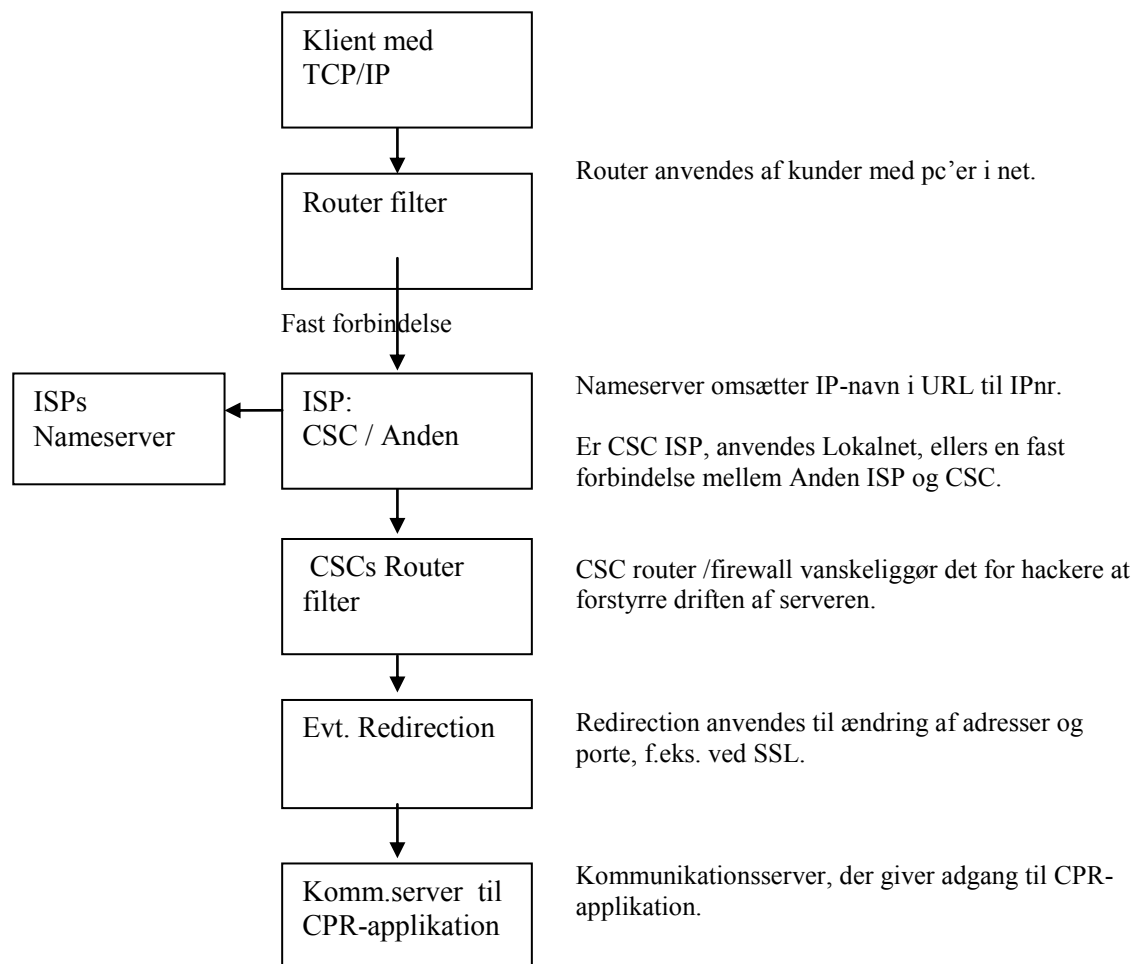 Klient med
TCP/IP
Router anvendes af kunder med pc’er i net.
Router filter
Fast forbindelse
ISPs
Nameserver
ISP:
CSC / Anden
Nameserver omsætter IP-navn i URL til IPnr.
Er CSC ISP, anvendes Lokalnet, ellers en fast
forbindelse mellem Anden ISP og CSC.
CSCs Router
filter
CSC router /firewall vanskeliggør det for hackere at
forstyrre driften af serveren.
Evt. Redirection
Redirection anvendes til ændring af adresser og
porte, f.eks. ved SSL.
Komm.server til
CPR-applikation
Kommunikationsserver, der giver adgang til CPR-
applikation.